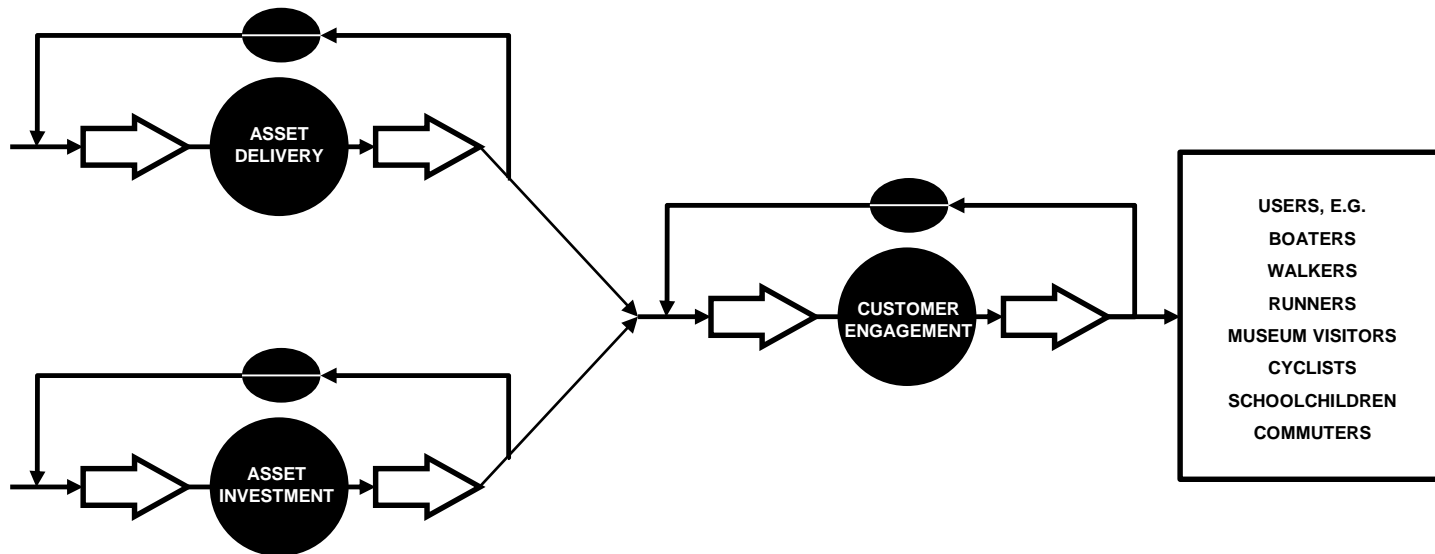 ASSET
DELIVERY
ASSET
INVESTMENT
CUSTOMER
ENGAGEMENT
USERS, E.G.
BOATERS
WALKERS
RUNNERS
MUSEUM VISITORS
CYCLISTS
SCHOOLCHILDREN
COMMUTERS